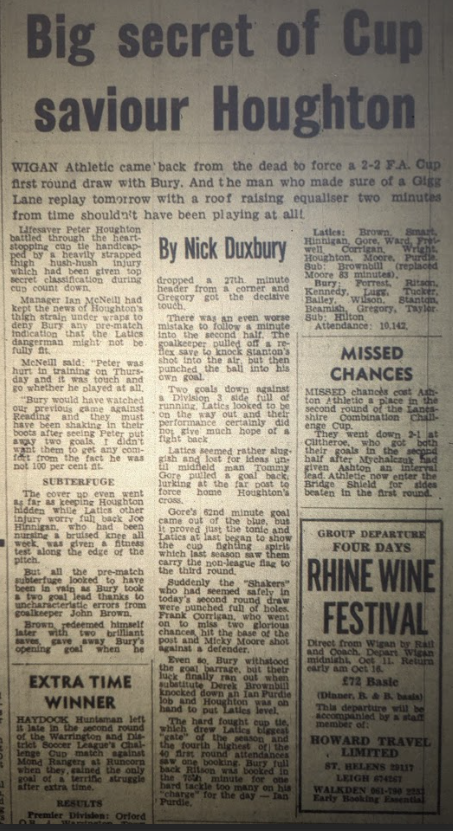 Big secret of Cup
saviour Houghton
WIGAN Athletic came back from the dead to force a 2-2 F.A. Cup
first round draw with Bury. And the man who made sure of a Gigg
Lane replay tomorrow with a roof raising equaliser two minutes
from time shouldn't have been playing at all!
Lifesaver Peter Houghton
battled through the heart-
stopping cup tie handicap-
ped by a heavily strapped
thigh hush-hush injury
which had been given top
secret classification during
cup count down.
Manager Ian McNeill had
kept the news of Houghton's
thigh strain under wraps to
deny Bury any pre-match
indication that the Latics
dangerman might not be
fully fit.
McNeill said: "Peter was
hurt in training on Thurs-
day and it was touch and
go whether he played at all.
"Bury would have watched
our previous game against
Reading and they must
have been shaking in their
boots after seeing Peter put
away two goals. I didn't
want them to get any com-
fort from the fact he was
not 100 per cent fit.
SUBTERFUGE
The cover up even went
as far as keeping Houghton
hidden while Latics other
injury worry full back Joe
Hinnigan, who had been
nursing a bruised knee all
week, was given a fitness
test along the edge of the
pitch.
But all the pre-match
subterfuge looked to have
been in vain as Bury took
a two goal lead thanks to
uncharacteristic errors from
goalkeeper John Brown.
Brown redeemed himself
later with two brilliant
saves, gave away Bury's
opening goal when he
EXTRA TIME
WINNER
HAYDOCK Huntsman left
it late in the second round
of the Warrington and Dis-
trict Soccer League's Chal-
lenge Cup match against
Mond Rangers at Runcorn
when they gained the only
goal of a terrific struggle
after extra time.
RESULTS
Premier Division: Orford
By Nick Duxbury
dropped a 27th minute
header from a corner and
Gregory got the decisive
touch.
There was an even worse
mistake to follow a minute
into the second half. The
goalkeeper pulled off a re-
flex save to knock Stanton's
shot into the air but then
punched the ball into his
own goal.
Two goals down against
a Division 3 side full of
running, Latics looked to be
on the way out and their
performance certainly did
not give much hope of a
fight back
Latics seemed rather slug-
gish and lost for ideas un-
til midfield man Tommy
Gore pulled a goal back,
lurking at the far post to
force home Houghton's
cross.
Gore's 62nd minute goal
came out of the blue, but
it proved just the tonic and
Latics at last began to show
the cup fighting spirit
which last season saw them
carry the non-league flag to
the third round.
Suddenly the "Shakers"
who had seemed safely in
today's second round draw
were punched full of holes.
Frank Corrigan, who went
on to miss two glorious
chances, hit the base of the
post and Micky Moore shot
against a defender.
Even so, Bury withstood
the goal barrage, but their
luck finally ran out when
substitute Derek Brownbill
knocked down an Ian Purdie
lob and Houghton was on
hand to put Latics level.
The hard fought cup tie,
which drew Latics biggest
"gate" of the season and
the fourth highest of the
40 first round attendances
saw one booking. Bury full
back Ritson was booked in
the 75th minute for one
hard tackle too many on his
"charge" for the day — Ian
Purdie.
Latics: Brown, Smart,
Hinnigan, Gore, Ward, Fret-
well Corrigan, Wright,
Houghton, Moore, Purdie.
Sub: Brownbill (replaced
Moore 83 minutes).
Bury: Forrest, Ritson,
Kennedy, Lugg, Tucker,
Bailey, Wilson, Stanton,
Beamish, Gregory, Taylor.
Sub: Hilton
Attendance: 10,142.
MISSED
CHANCES
MISSED chances cost Ash-
ton Athletic a place in the
second round of the Lanca-
shire Combination Chall-
enge Cup.
They went down 2-1 at
Clitheroe, who got both
their goals in the second
half after Mychalczuk had
given Ashton an interval
lead. Athletic now enter the
Bridge Shield for sides
beaten in the first round.
GROUP DEPARTURE
FOUR DAYS
RHINE WINE
FESTIVAL
Direct from Wigan by Rail
and Coach. Depart Wigan
midnight, Oct 11. Return
early am Oct 16.
£72 Basic
(Dinner, B. & B. basis)
This departure will be
accompanied by a staff
member of:
HOWARD TRAVEL
LIMITED
ST. HELENS
LEIGH
WALKDEN
Early Booking Essential